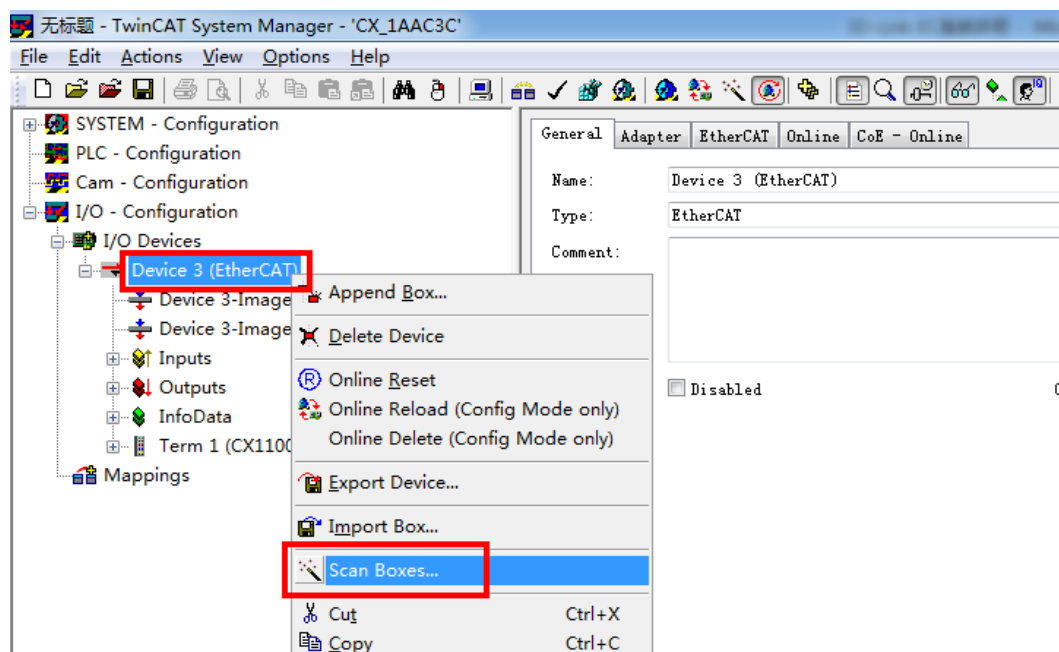 无标题 - TwinCAT System Manager - 'CX_1AAC3C'
File Edit Actions View Options Help
SYSTEM - Configuration
PLC - Configuration
Cam - Configuration
I/O - Configuration
I/O Devices
Device 3 (EtherCAT)
Device 3-Image
Device 3-Image
Inputs
Outputs
InfoData
Term 1 (CX1100
Mappings
Append Box...
Delete Device
Online Reset
Online Reload (Config Mode only)
Online Delete (Config Mode only)
Export Device...
Import Box...
Scan Boxes...
Cut Ctrl+X
Copy Ctrl+C
General Adapter EtherCAT Online CoE - Online
Name: Device 3 (EtherCAT)
Type: EtherCAT
Comment:
Disabled